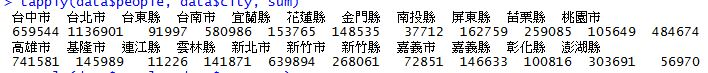 > tapply(data$people, data$city, sum)
台中市 台北市 台東縣 台南市 宜蘭縣 花蓮縣 金門縣 南投縣 屏東縣 苗栗縣 桃園市
659544 1136901 91997 580986 153765 148535 37712 162759 259085 105649 484674
高雄市 基隆市 連江縣 雲林縣 新北市 新竹市 新竹縣 嘉義市 嘉義縣 彰化縣 澎湖縣
741581 145989 11226 141871 639894 268061 72851 146633 100816 303691 56970